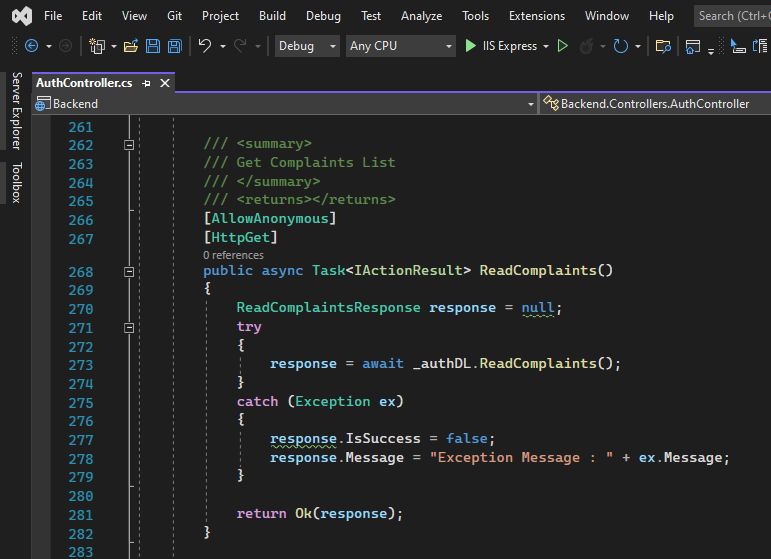 File Edit View Git Project Build Debug Test Analyze Tools Extensions Window Help Search (Ctrl+
Debug Any CPU IIS Express
Server Explorer
Toolbox
AuthController.cs
Backend Backend.Controllers.AuthController
261
262 /// <summary>
263 /// Get Complaints List
264 /// </summary>
265 /// <returns></returns>
266 [AllowAnonymous]
267 [HttpGet]
0 references
268 public async Task<IActionResult> ReadComplaints()
269 {
270 ReadComplaintsResponse response = null;
271 try
272 {
273 response = await _authDL.ReadComplaints();
274 }
275 catch (Exception ex)
276 {
277 response.IsSuccess = false;
278 response.Message = "Exception Message : " + ex.Message;
279 }
280
281 return Ok(response);
282 }
283